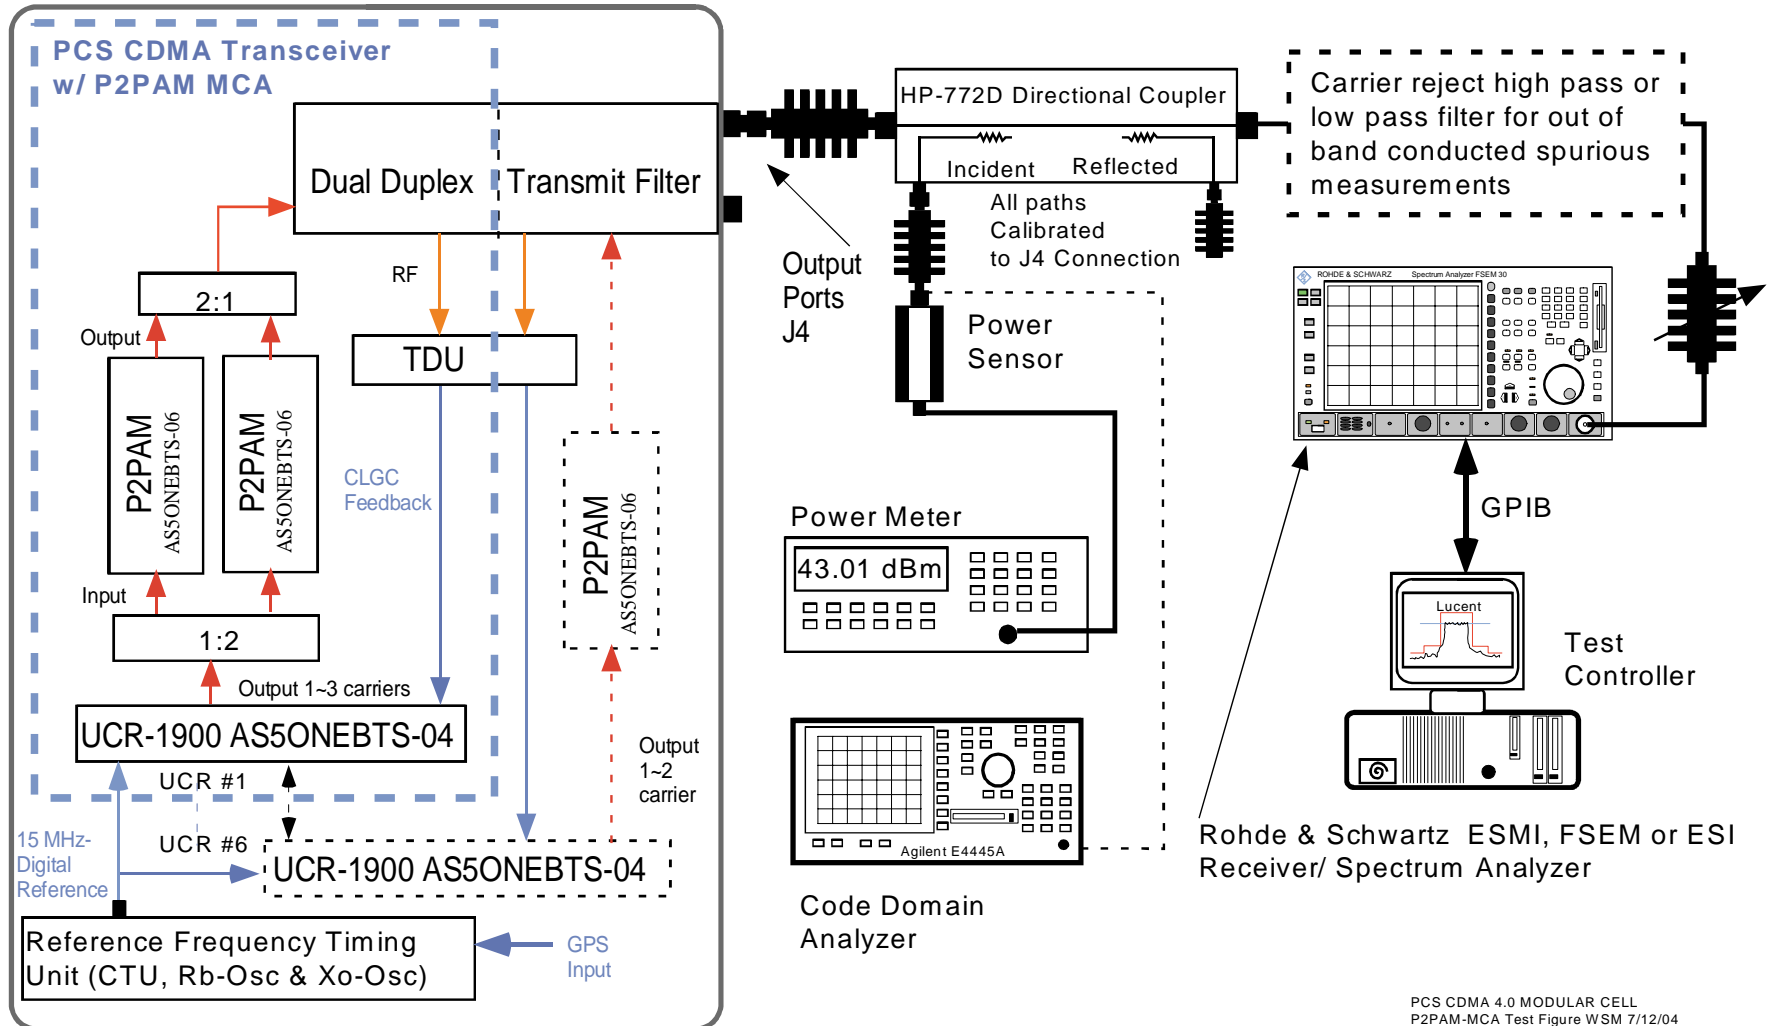 PCS CDMA Transceiver
w/ P2PAM MCA
Dual Duplex
Transmit Filter
2:1
Output
RF
TDU
P2PAM
AS5ONEBTS-06
P2PAM
AS5ONEBTS-06
CLGC
Feedback
P2PAM
AS5ONEBTS-06
Input
1:2
Output 1~3 carriers
UCR-1900 AS5ONEBTS-04
UCR #1
Output
1~2
carrier
15 MHz-
Digital
Reference
UCR #6
UCR-1900 AS5ONEBTS-04
Reference Frequency Timing
Unit (CTU, Rb-Osc & Xo-Osc)
GPS
Input
Output
Ports
J4
HP-772D Directional Coupler
Incident
Reflected
All paths
Calibrated
to J4 Connection
Power
Sensor
Power Meter
43.01 dBm
Agilent E4445A
Code Domain
Analyzer
Carrier reject high pass or
low pass filter for out of
band conducted spurious
measurements
ROHDE & SCHWARZ
Spectrum Analyzer FSEM 30
GPIB
Lucent
Test
Controller
Rohde & Schwartz ESMI, FSEM or ESI
Receiver/ Spectrum Analyzer
PCS CDMA 4.0 MODULAR CELL
P2PAM-MCA Test Figure WSM 7/12/04